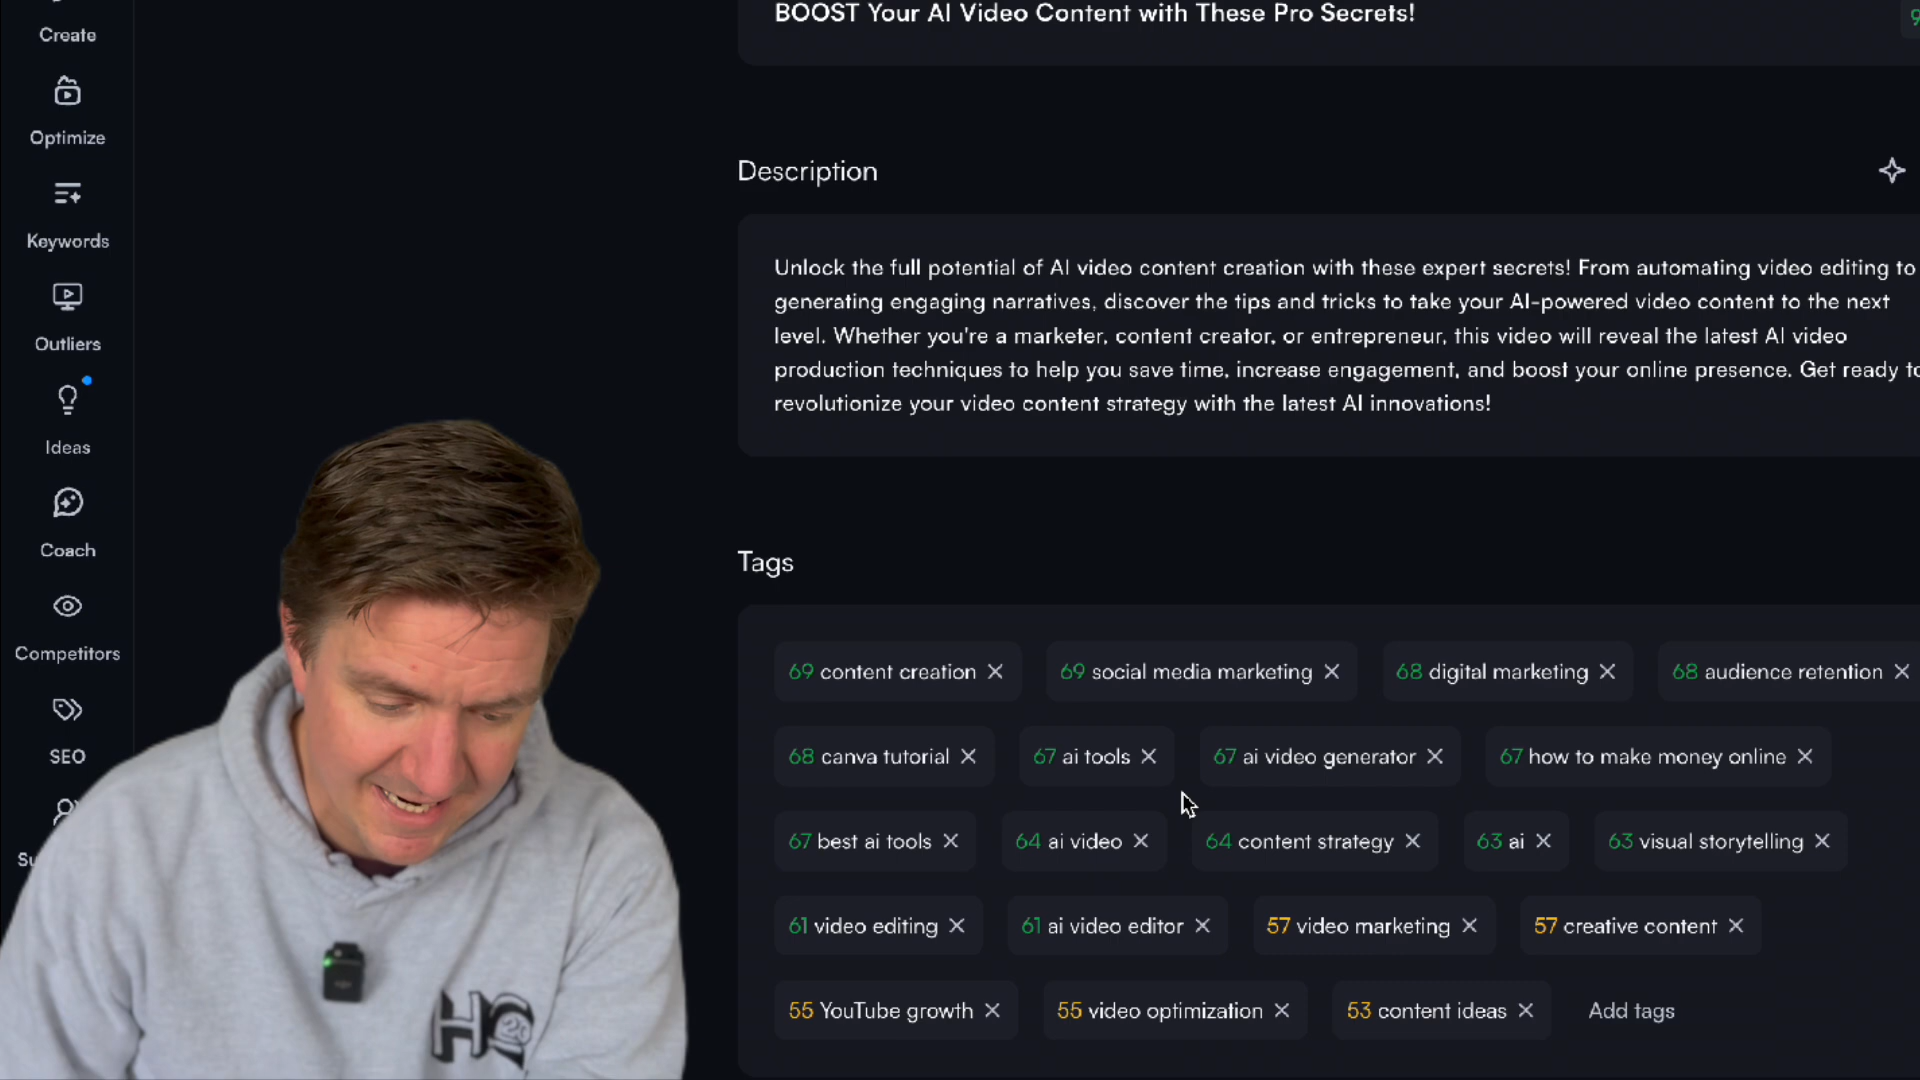 Create
BOOST Your AI Video Content with These Pro Secrets!
Optimize
Keywords
Outliers
Ideas
Coach
Competitors
SEO
Description
Unlock the full potential of AI video content creation with these expert secrets! From automating video editing to
generating engaging narratives, discover the tips and tricks to take your AI-powered video content to the next
level. Whether you're a marketer, content creator, or entrepreneur, this video will reveal the latest AI video
production techniques to help you save time, increase engagement, and boost your online presence. Get ready to
revolutionize your video content strategy with the latest AI innovations!
Tags
69 content creation
69 social media marketing
68 digital marketing
68 audience retention
68 canva tutorial
67 ai tools
67 ai video generator
67 how to make money online
67 best ai tools
64 ai video
64 content strategy
63 ai
63 visual storytelling
61 video editing
61 ai video editor
57 video marketing
57 creative content
55 YouTube growth
55 video optimization
53 content ideas
Add tags